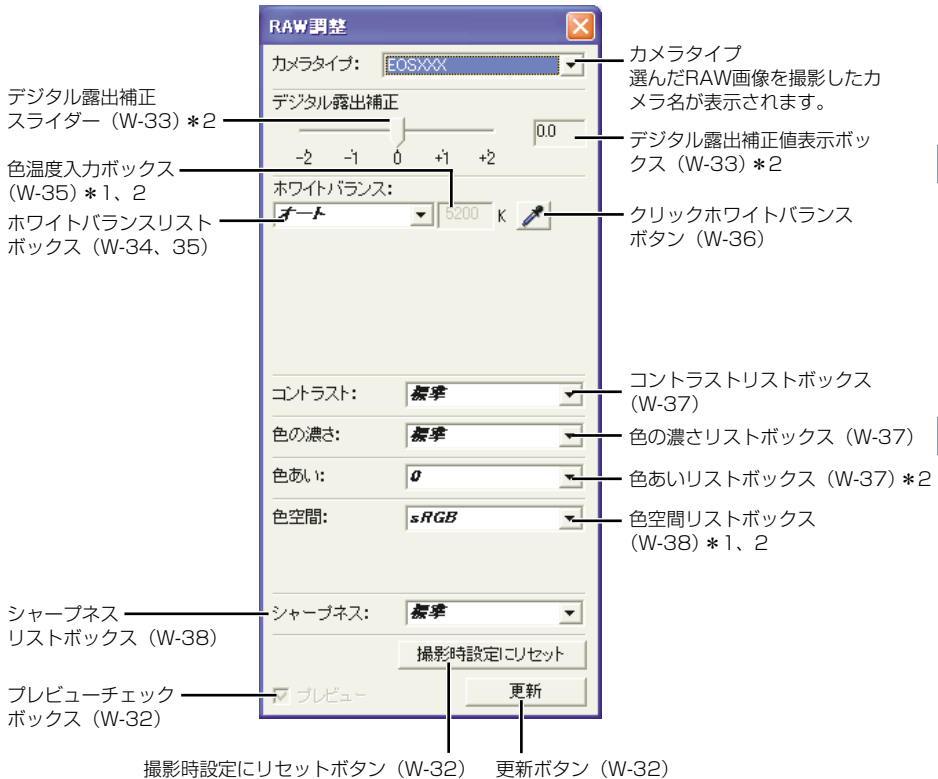 RAW調整
カメラタイプ： EOSXXX
カメラタイプ
選んだRAW画像を撮影したカ
メラ名が表示されます。
デジタル露出補正
スライダー（W-33）＊2
デジタル露出補正
0.0
-2 -1 0 +1 +2
デジタル露出補正値表示ボッ
クス（W-33）＊2
色温度入力ボックス
（W-35）＊1、2
ホワイトバランス：
オート 5200 K
ホワイトバランスリスト
ボックス（W-34、35）
クリックホワイトバランス
ボタン（W-36）
コントラスト： 標準
コントラストリストボックス
（W-37）
色の濃さ： 標準
色の濃さリストボックス（W-37）
色あい： 0
色あいリストボックス（W-37）＊2
色空間： sRGB
色空間リストボックス
（W-38）＊1、2
シャープネス
リストボックス（W-38）
シャープネス： 標準
撮影時設定にリセット
プレビューチェック
ボックス（W-32）
プレビュー
更新
撮影時設定にリセットボタン（W-32）
更新ボタン（W-32）